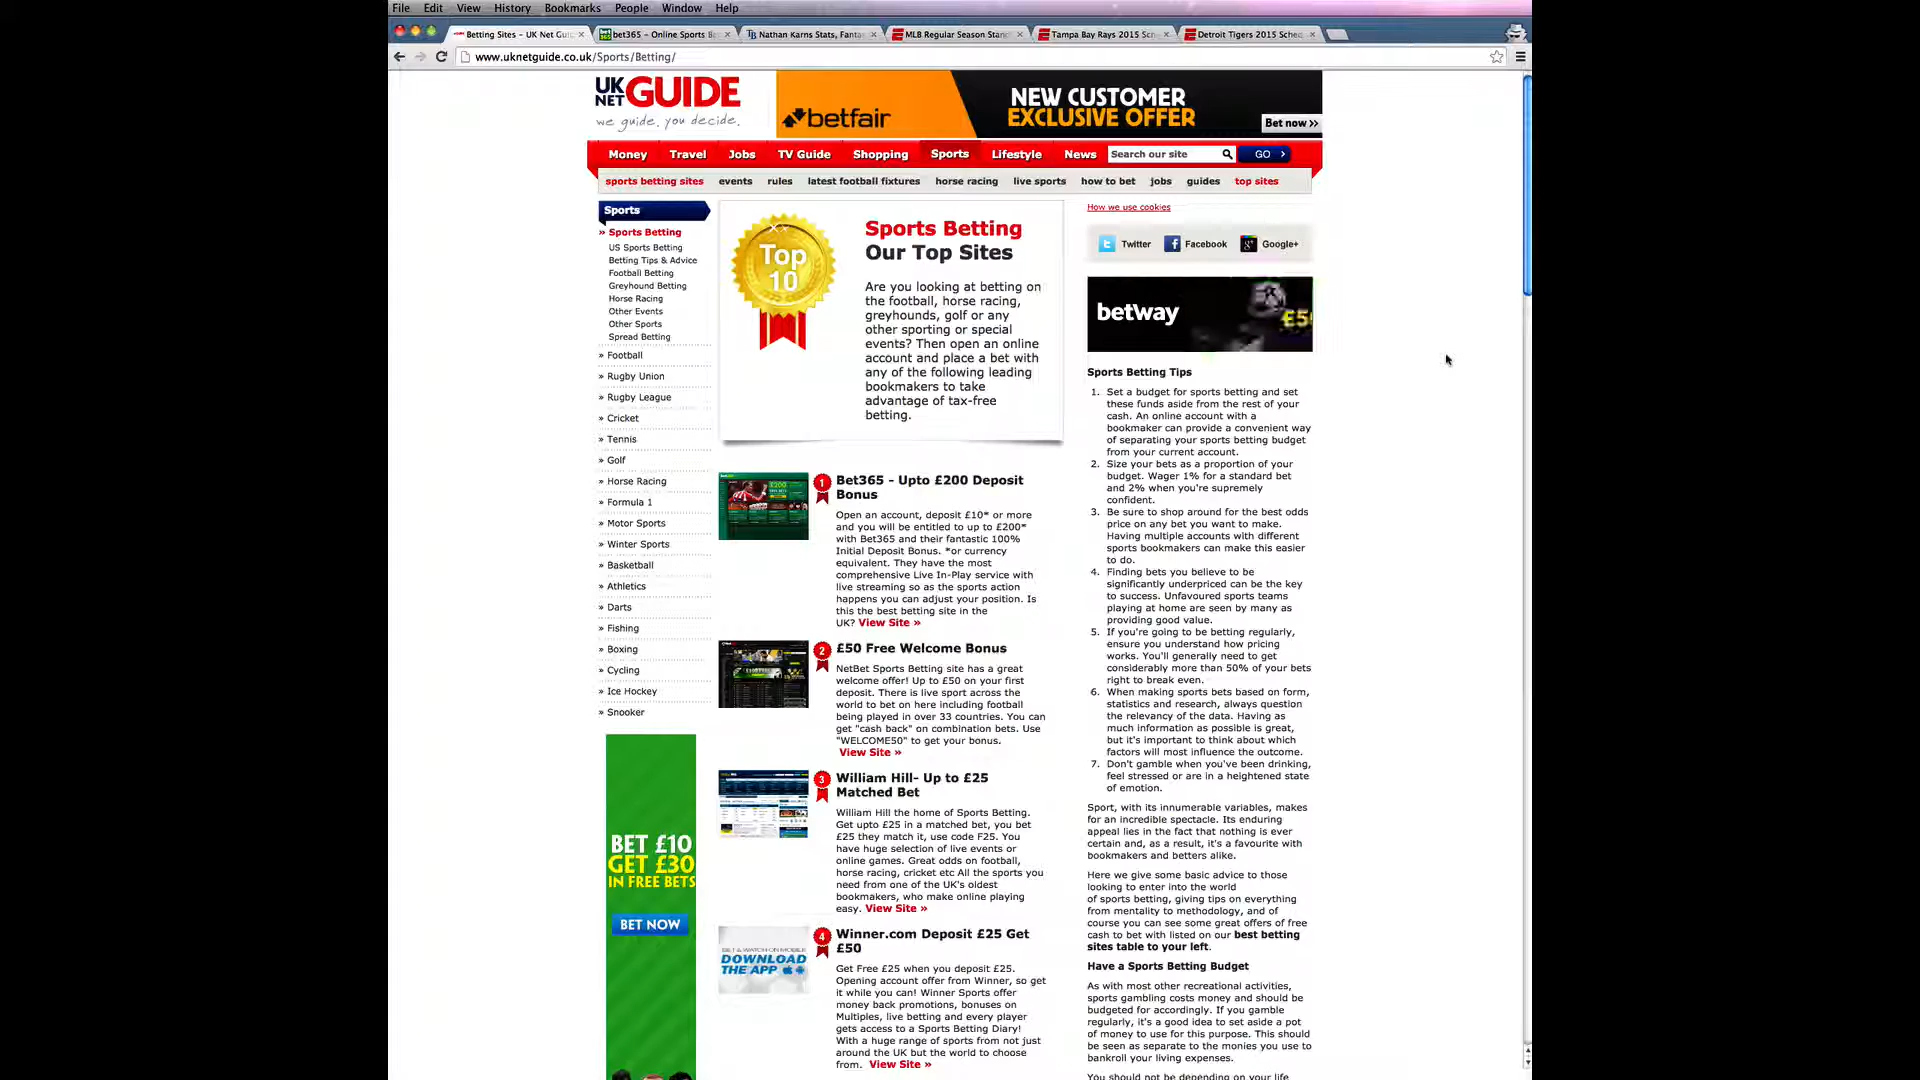 File Edit View History Bookmarks People Window Help
Betting Sites - UK Net Gui
bet365 - Online Sports Be
Nathan Karns Stats, Fanta
MLB Regular Season Stand
Tampa Bay Rays 2015 Sch
Detroit Tigers 2015 Sched
www.uknetguide.co.uk/Sports/Betting/
UK NET GUIDE
we guide. you decide.
betfair
NEW CUSTOMER
EXCLUSIVE OFFER
Bet now »
Money Travel Jobs TV Guide Shopping Sports Lifestyle News Search our site GO
sports betting sites events rules latest football fixtures horse racing live sports how to bet jobs guides top sites
Sports
» Sports Betting
US Sports Betting
Betting Tips & Advice
Football Betting
Greyhound Betting
Horse Racing
Other Events
Other Sports
Spread Betting
» Football
» Rugby Union
» Rugby League
» Cricket
» Tennis
» Golf
» Horse Racing
» Formula 1
» Motor Sports
» Winter Sports
» Basketball
» Athletics
» Darts
» Fishing
» Boxing
» Cycling
» Ice Hockey
» Snooker
BET £10
GET £30
IN FREE BETS
BET NOW
Top
10
Sports Betting
Our Top Sites
Are you looking at betting on
the football, horse racing,
greyhounds, golf or any
other sporting or special
events? Then open an online
account and place a bet with
any of the following leading
bookmakers to take
advantage of tax-free
betting.
1
Bet365 - Upto £200 Deposit
Bonus
Open an account, deposit £10* or more
and you will be entitled to up to £200*
with Bet365 and their fantastic 100%
Initial Deposit Bonus. *or currency
equivalent. They have the most
comprehensive Live In-Play service with
live streaming so as the sports action
happens you can adjust your position. Is
this the best betting site in the
UK? View Site »
2
£50 Free Welcome Bonus
NetBet Sports Betting site has a great
welcome offer! Up to £50 on your first
deposit. There is live sport across the
world to bet on here including football
being played in over 33 countries. You can
get "cash back" on combination bets. Use
"WELCOME50" to get your bonus.
View Site »
3
William Hill- Up to £25
Matched Bet
William Hill the home of Sports Betting.
Get upto £25 in a matched bet, you bet
£25 they match it, use code F25. You
have huge selection of live events or
online games. Great odds on football,
horse racing, cricket etc All the sports you
need from one of the UK's oldest
bookmakers, who make online playing
easy. View Site »
BET & WATCH ON MOBILE
DOWNLOAD
THE APP
4
Winner.com Deposit £25 Get
£50
Get Free £25 when you deposit £25.
Opening account offer from Winner, so get
it while you can! Winner Sports offer
money back promotions, bonuses on
Multiples, live betting and every player
gets access to a Sports Betting Diary!
With a huge range of sports from not just
around the UK but the world to choose
from. View Site »
How we use cookies
Twitter Facebook Google+
betway
£5
Sports Betting Tips
1. Set a budget for sports betting and set
these funds aside from the rest of your
cash. An online account with a
bookmaker can provide a convenient way
of separating your sports betting budget
from your current account.
2. Size your bets as a proportion of your
budget. Wager 1% for a standard bet
and 2% when you're supremely
confident.
3. Be sure to shop around for the best odds
price on any bet you want to make.
Having multiple accounts with different
sports bookmakers can make this easier
to do.
4. Finding bets you believe to be
significantly underpriced can be the key
to success. Unfavoured sports teams
playing at home are seen by many as
providing good value.
5. If you're going to be betting regularly,
ensure you understand how pricing
works. You'll generally need to get
considerably more than 50% of your bets
right to break even.
6. When making sports bets based on form,
statistics and research, always question
the relevancy of the data. Having as
much information as possible is great,
but it's important to think about which
factors will most influence the outcome.
7. Don't gamble when you've been drinking,
feel stressed or are in a heightened state
of emotion.
Sport, with its innumerable variables, makes
for an incredible spectacle. Its enduring
appeal lies in the fact that nothing is ever
certain and, as a result, it's a favourite with
bookmakers and betters alike.
Here we give some basic advice to those
looking to enter into the world
of sports betting, giving tips on everything
from mentality to methodology, and of
course you can see some great offers of free
cash to bet with listed on our best betting
sites table to your left.
Have a Sports Betting Budget
As with most other recreational activities,
sports gambling costs money and should be
budgeted for accordingly. If you gamble
regularly, it's a good idea to set aside a pot
of money to use for this purpose. This should
be seen as separate to the monies you use to
bankroll your living expenses.
You should not be depending on your life